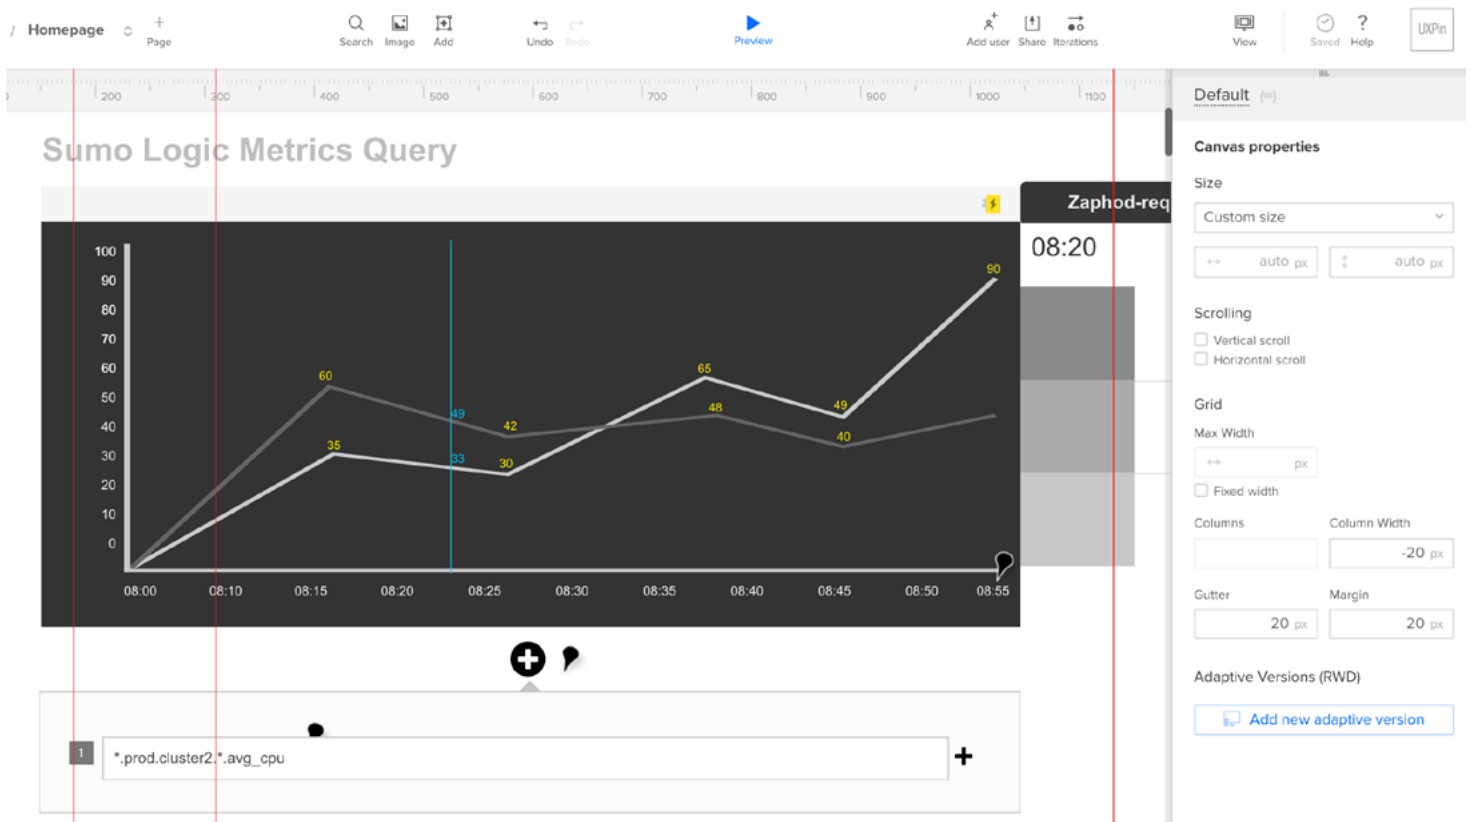 / Homepage
Page
Search Image Add
Undo Redo
Preview
Add user Share Iterations
View
Saved Help
UXPin
200 300 400 500 600 700 800 900 1000 1100
Default (∞)
Sumo Logic Metrics Query
Canvas properties
Size
Custom size
auto px auto px
Zaphod-req
08:20
Scrolling
Vertical scroll
Horizontal scroll
Grid
Max Width
px
Fixed width
Columns Column Width
-20 px
Gutter Margin
20 px 20 px
Adaptive Versions (RWD)
Add new adaptive version
100
90
80
70
60
50
40
30
20
10
0
60
49
42
48
40
35
33
30
65
49
90
08:00 08:10 08:15 08:20 08:25 08:30 08:35 08:40 08:45 08:50 08:55
1
*.prod.cluster2.*.avg_cpu